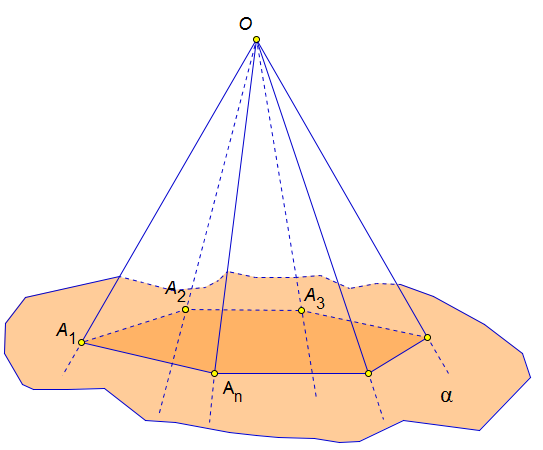 O
A₂
A₃
A₁
Aₙ
α